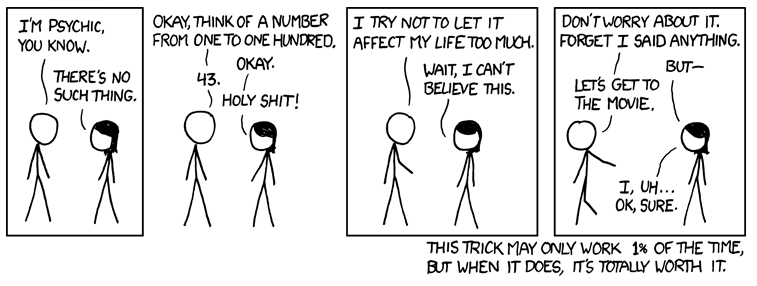 I'M PSYCHIC,
YOU KNOW.
THERE'S NO
SUCH THING.
OKAY, THINK OF A NUMBER
FROM ONE TO ONE HUNDRED.
OKAY.
43.
HOLY SHIT!
I TRY NOT TO LET IT
AFFECT MY LIFE TOO MUCH.
WAIT, I CAN'T
BELIEVE THIS.
DON'T WORRY ABOUT IT.
FORGET I SAID ANYTHING.
BUT—
LET'S GET TO
THE MOVIE.
I, UH...
OK, SURE.
THIS TRICK MAY ONLY WORK 1% OF THE TIME,
BUT WHEN IT DOES, IT'S TOTALLY WORTH IT.